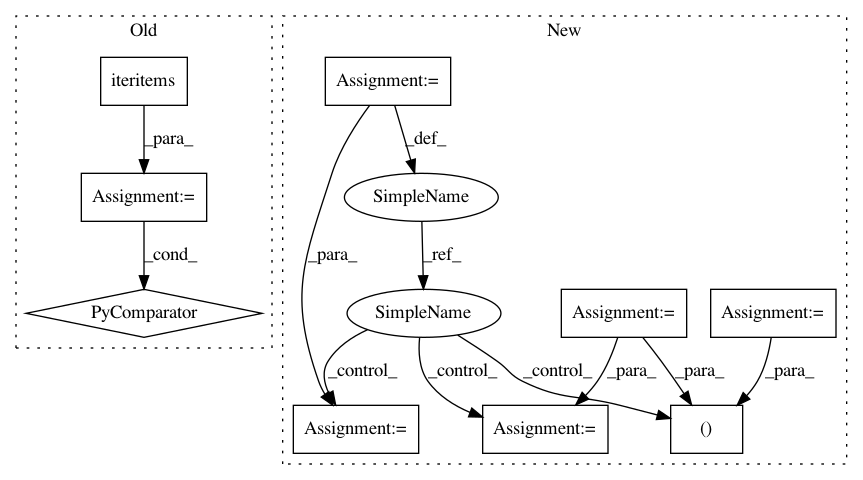 Old
New
iteritems
Assignment:=
_para_
_def_
Assignment:=
SimpleName
_cond_
_para_
_ref_
PyComparator
SimpleName
Assignment:=
Assignment:=
_control_
_control_
_control_
_para_
_para_
_para_
Assignment:=
Assignment:=
()